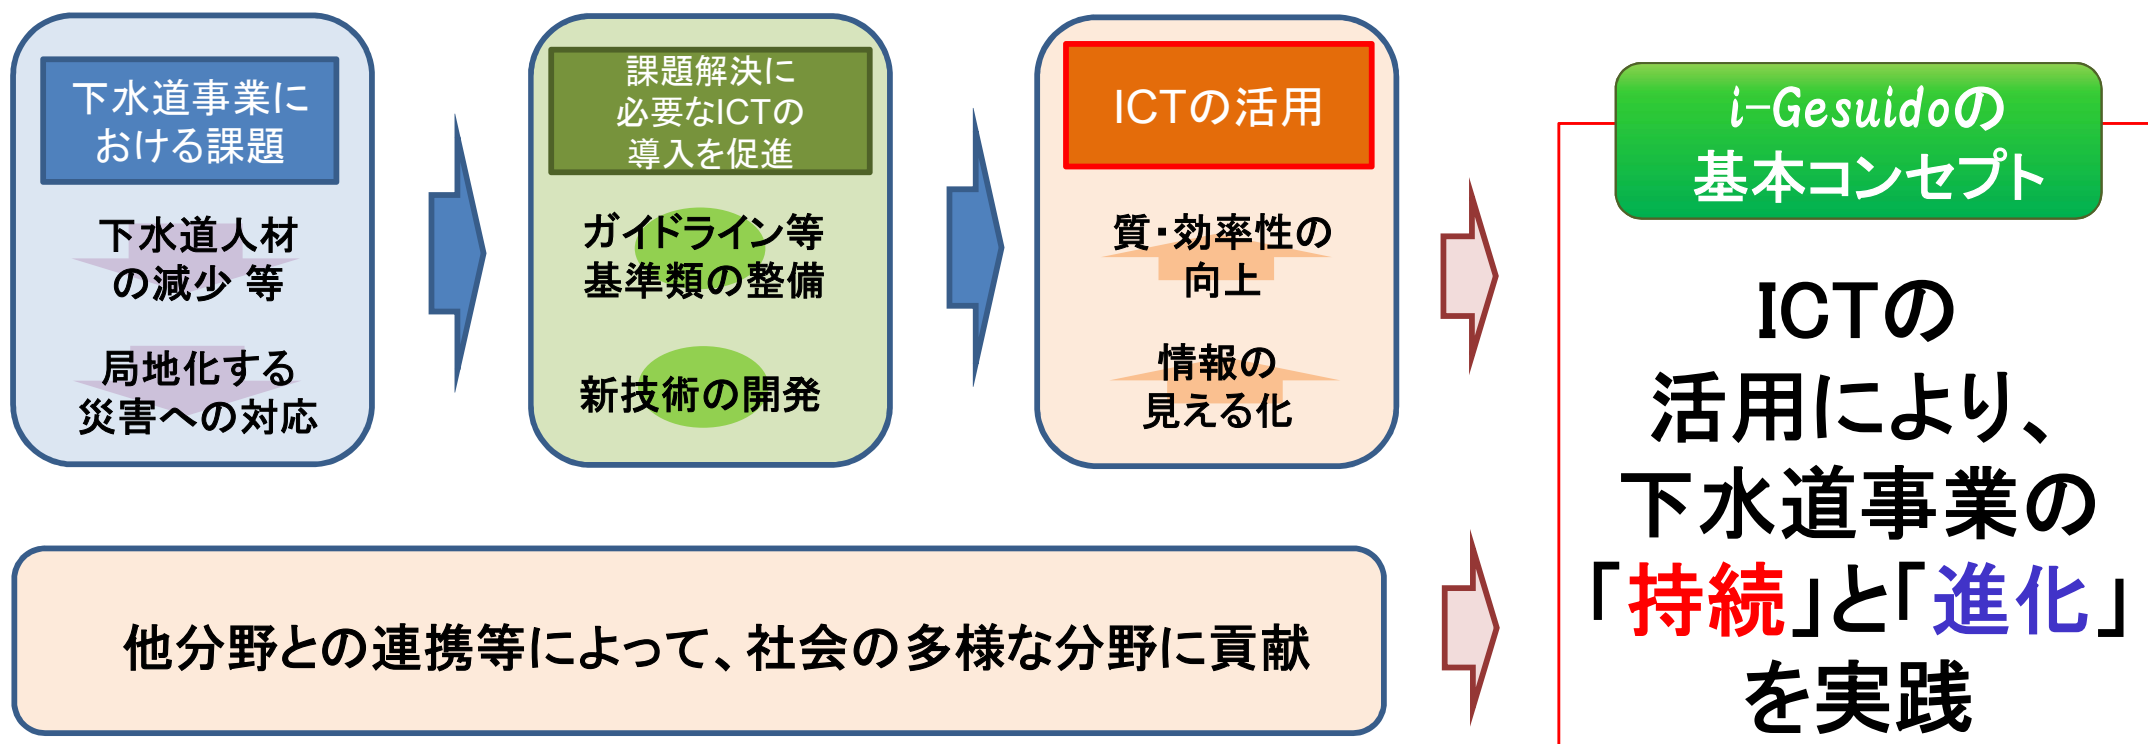 下水道事業に
おける課題
下水道人材
の減少 等
局地化する
災害への対応
課題解決に
必要なICTの
導入を促進
ガイドライン等
基準類の整備
新技術の開発
ICTの活用
質・効率性の
向上
情報の
見える化
他分野との連携等によって、社会の多様な分野に貢献
i-Gesuidoの
基本コンセプト
ICTの
活用により、
下水道事業の
「持続」と「進化」
を実践